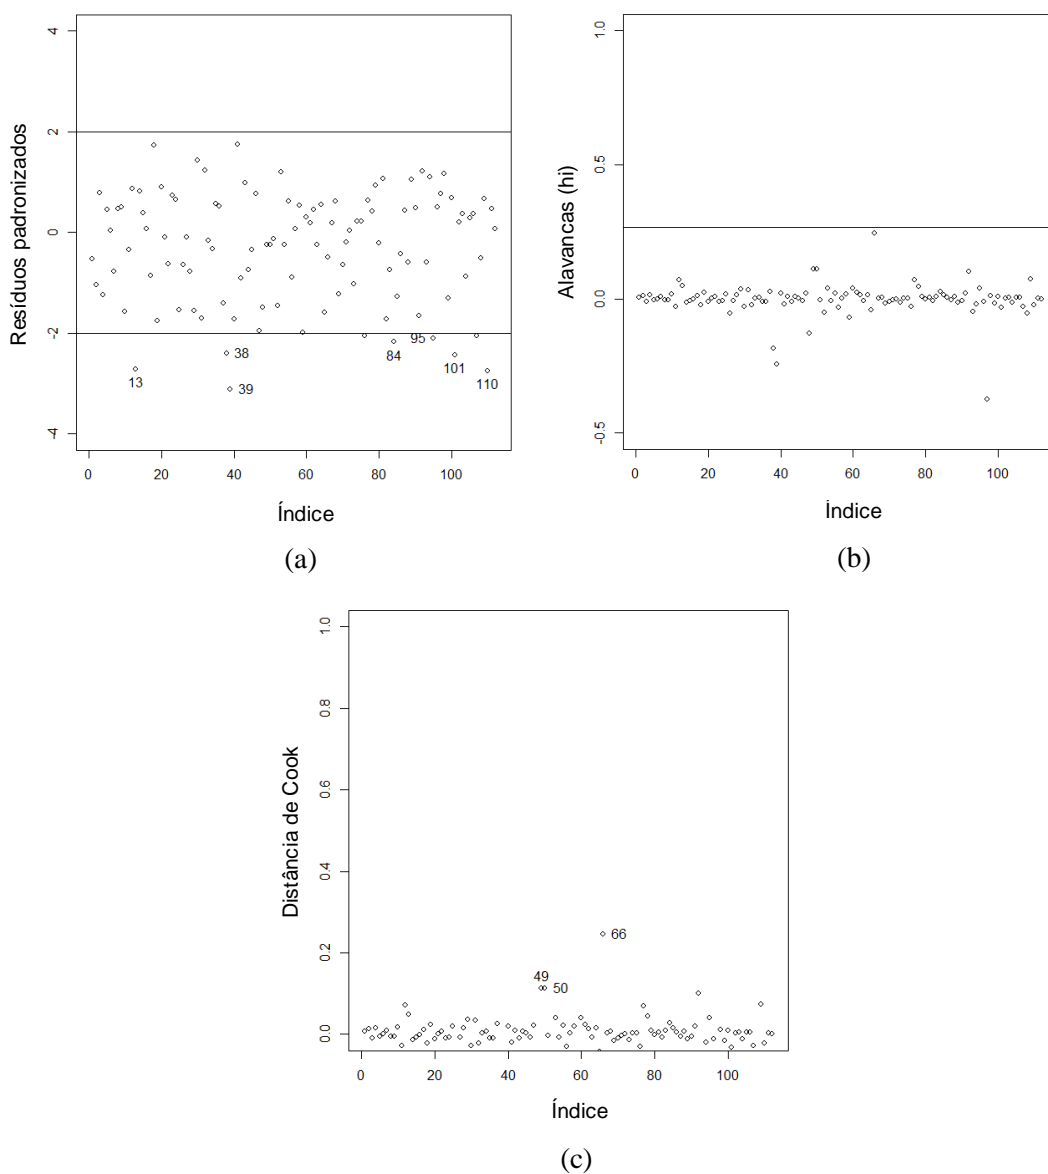 Resíduos padronizados
4
2
0
-2
-4
38
95
84
13
101
39
110
0 20 40 60 80 100
Índice
(a)
Alavancas (hi)
1.0
0.5
0.0
-0.5
0 20 40 60 80 100
Índice
(b)
Distância de Cook
1.0
0.8
0.6
0.4
0.2
0.0
66
49
50
0 20 40 60 80 100
Índice
(c)